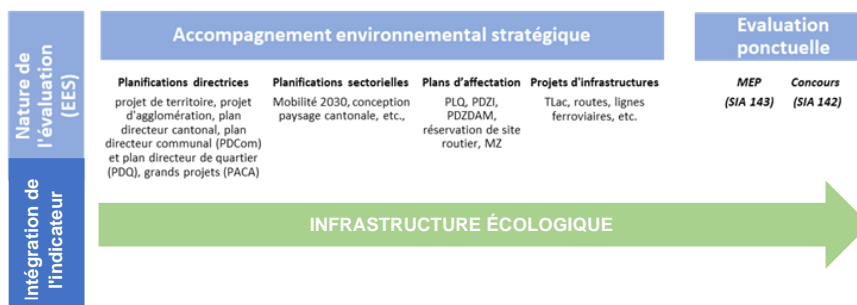 Nature de
l'évaluation
(EES)
Accompagnement environnemental stratégique
Evaluation
ponctuelle
Planifications directrices
projet de territoire, projet
d'agglomération, plan
directeur cantonal, plan
directeur communal (PDCom)
et plan directeur de quartier
(PDQ), grands projets (PACA)
Planifications sectorielles
Mobilité 2030, conception
paysage cantonale, etc.,
Plans d'affectation
PLQ, PDZI,
PDZDAM,
réservation de site
routier, MZ
Projets d'infrastructures
TLac, routes, lignes
ferroviaires, etc.
MEP
(SIA 143)
Concours
(SIA 142)
Intégration de
l'indicateur
INFRASTRUCTURE ÉCOLOGIQUE